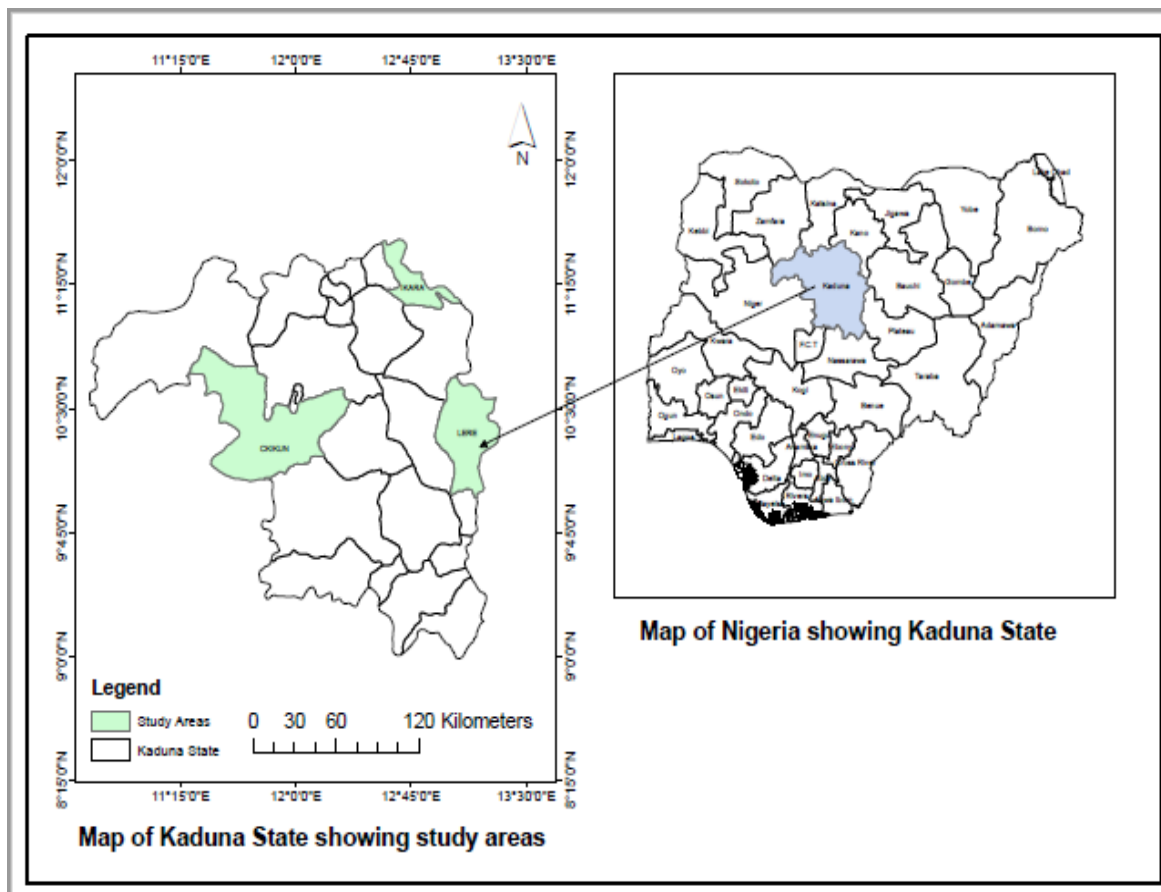 11°15'0"E 12°0'0"E 12°45'0"E 13°30'0"E
12°0'0"N 12°0'0"N
11°15'0"N 11°15'0"N
10°30'0"N 10°30'0"N
9°45'0"N 9°45'0"N
9°0'0"N 9°0'0"N
8°15'0"N 8°15'0"N
N
IKARA
LERE
CKIKUN
Legend
Study Areas
Kaduna State
0 30 60 120 Kilometers
11°15'0"E 12°0'0"E 12°45'0"E 13°30'0"E
Map of Kaduna State showing study areas
Sokoto
Zamfara
Katsina
Jigawa
Yobe
Borno
Kebbi
Kano
Kaduna
Bauchi
Gombe
Niger
Adamawa
Plateau
F.C.T
Nassarawa
Kwara
Taraba
Oyo
Kogi
Osun
Ekiti
Benue
Ogun
Ondo
Lagos
Edo
Delta
Imo
Rivers
Map of Nigeria showing Kaduna State